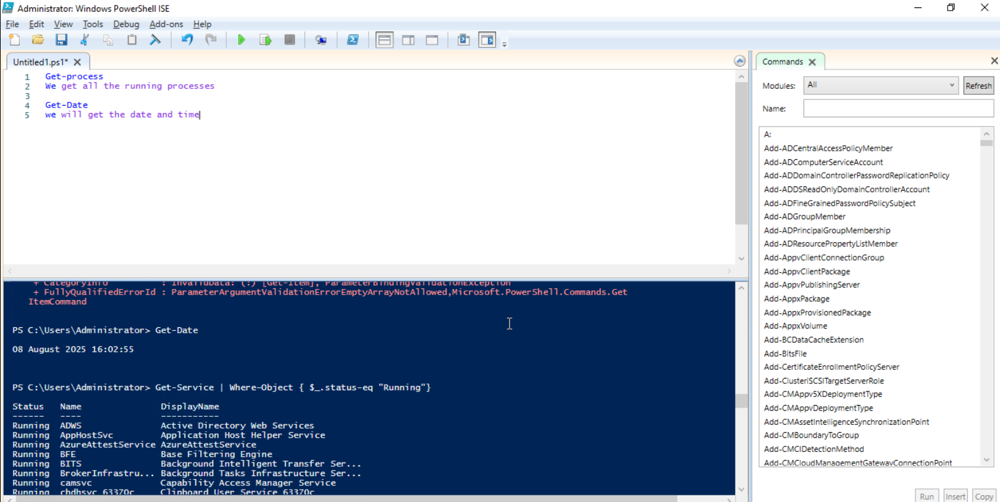 Administrator: Windows PowerShell ISE
File Edit View Tools Debug Add-ons Help
Untitled1.ps1* X
1 Get-process
2 We get all the running processes
3
4 Get-Date
5 we will get the date and time
+ CategoryInfo : InvalidData: (:) [Get-Item], ParameterBindingValidationException
+ FullyQualifiedErrorId : ParameterArgumentValidationErrorEmptyArrayNotAllowed,Microsoft.PowerShell.Commands.Get
ItemCommand
PS C:\Users\Administrator> Get-Date
08 August 2025 16:02:55
PS C:\Users\Administrator> Get-Service | Where-Object { $_.status-eq "Running"}
Status Name DisplayName
------ ---- -----------
Running ADWS Active Directory Web Services
Running AppHostSvc Application Host Helper Service
Running AzureAttestService AzureAttestService
Running BFE Base Filtering Engine
Running BITS Background Intelligent Transfer Ser...
Running BrokerInfrastru... Background Tasks Infrastructure Ser...
Running camsvc Capability Access Manager Service
Running cbdhsvc_63370c Clipboard User Service_63370c
Commands X
Modules: All Refresh
Name:
A:
Add-ADCentralAccessPolicyMember
Add-ADComputerServiceAccount
Add-ADDomainControllerPasswordReplicationPolicy
Add-ADDSReadOnlyDomainControllerAccount
Add-ADFineGrainedPasswordPolicySubject
Add-ADGroupMember
Add-ADPrincipalGroupMembership
Add-ADResourcePropertyListMember
Add-AppvClientConnectionGroup
Add-AppvClientPackage
Add-AppvPublishingServer
Add-AppxPackage
Add-AppxProvisionedPackage
Add-AppxVolume
Add-BCDataCacheExtension
Add-BitsFile
Add-CertificateEnrollmentPolicyServer
Add-ClusteriSCSITargetServerRole
Add-CMAppv5XDeploymentType
Add-CMAppvDeploymentType
Add-CMAssetIntelligenceSynchronizationPoint
Add-CMBoundaryToGroup
Add-CMCIDetectionMethod
Add-CMCloudManagementGatewayConnectionPoint
Run Insert Copy